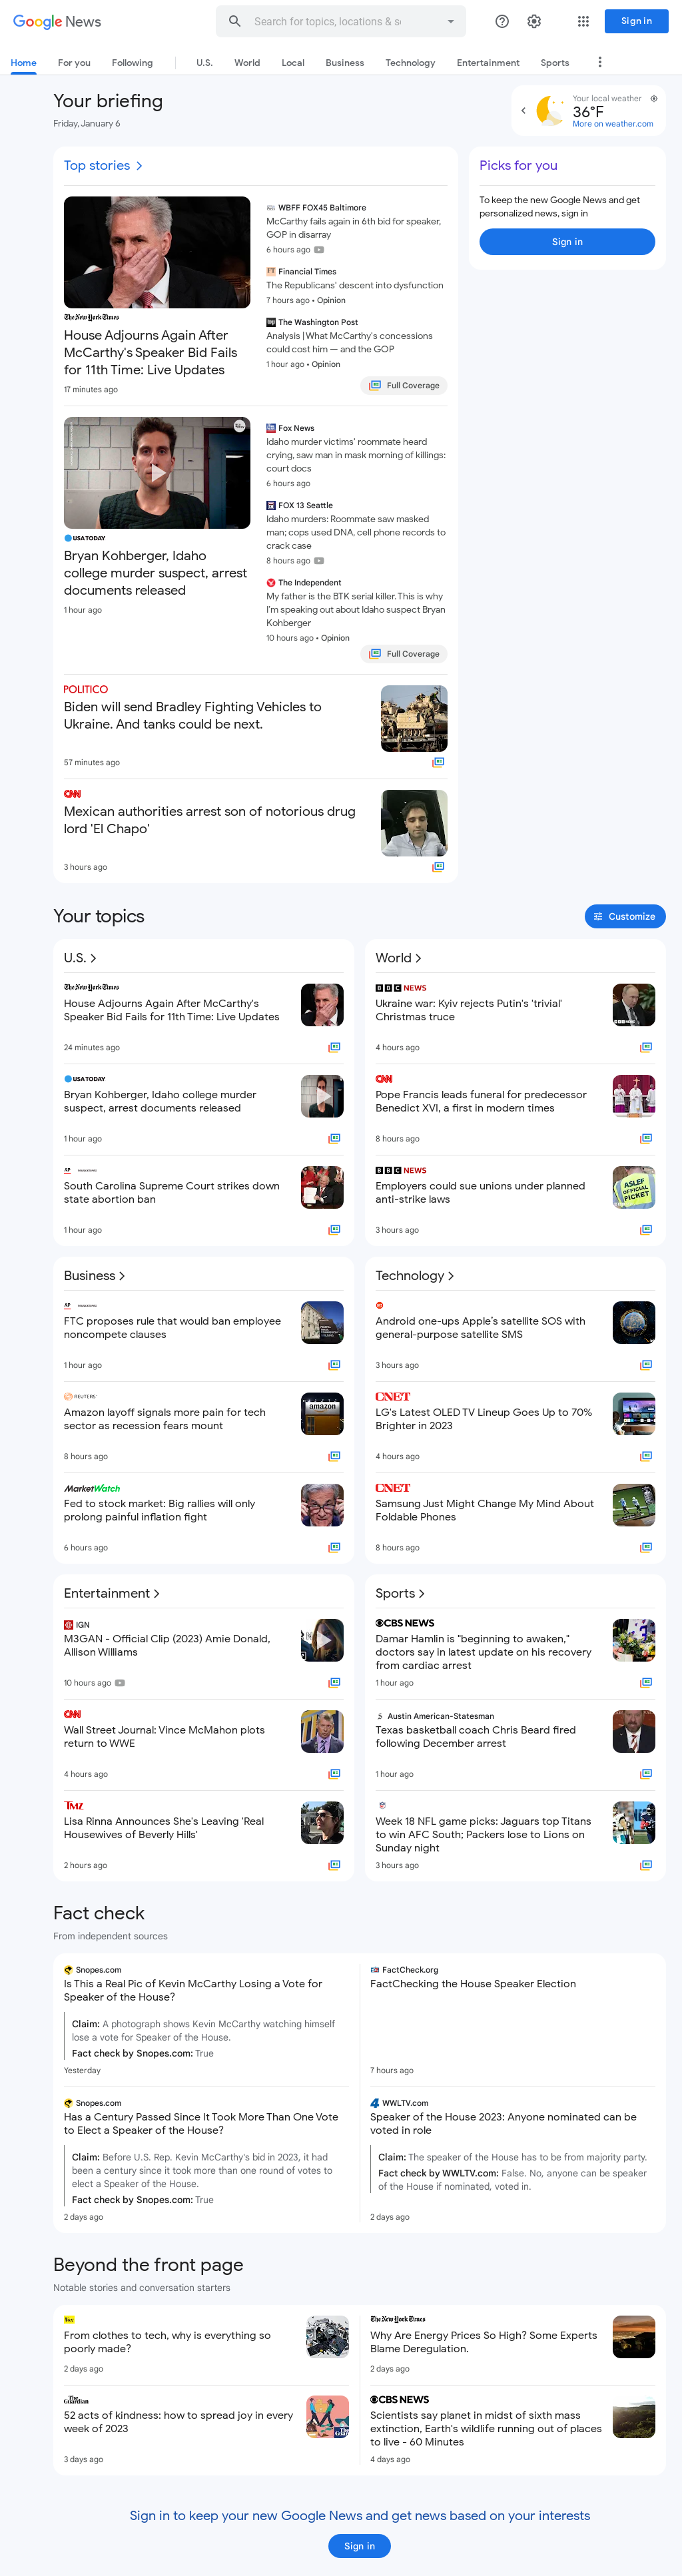 Google News
Search for topics, locations & so
Sign in
Home
For you
Following
U.S.
World
Local
Business
Technology
Entertainment
Sports
Your briefing
Friday, January 6
Your local weather
36°F
More on weather.com
Top stories
The New York Times
House Adjourns Again After
McCarthy's Speaker Bid Fails
for 11th Time: Live Updates
17 minutes ago
WBFF FOX45 Baltimore
McCarthy fails again in 6th bid for speaker,
GOP in disarray
6 hours ago
Financial Times
The Republicans' descent into dysfunction
7 hours ago • Opinion
The Washington Post
Analysis | What McCarthy's concessions
could cost him — and the GOP
1 hour ago • Opinion
Full Coverage
Picks for you
To keep the new Google News and get
personalized news, sign in
Sign in
USA TODAY
Bryan Kohberger, Idaho
college murder suspect, arrest
documents released
1 hour ago
Fox News
Idaho murder victims' roommate heard
crying, saw man in mask morning of killings:
court docs
6 hours ago
FOX 13 Seattle
Idaho murders: Roommate saw masked
man; cops used DNA, cell phone records to
crack case
8 hours ago
The Independent
My father is the BTK serial killer. This is why
I'm speaking out about Idaho suspect Bryan
Kohberger
10 hours ago • Opinion
Full Coverage
POLITICO
Biden will send Bradley Fighting Vehicles to
Ukraine. And tanks could be next.
57 minutes ago
CNN
Mexican authorities arrest son of notorious drug
lord 'El Chapo'
3 hours ago
Your topics
Customize
U.S.
The New York Times
House Adjourns Again After McCarthy's
Speaker Bid Fails for 11th Time: Live Updates
24 minutes ago
USA TODAY
Bryan Kohberger, Idaho college murder
suspect, arrest documents released
1 hour ago
AP
South Carolina Supreme Court strikes down
state abortion ban
1 hour ago
World
BBC NEWS
Ukraine war: Kyiv rejects Putin's 'trivial'
Christmas truce
4 hours ago
CNN
Pope Francis leads funeral for predecessor
Benedict XVI, a first in modern times
8 hours ago
BBC NEWS
Employers could sue unions under planned
anti-strike laws
3 hours ago
ASLEF
OFFICIAL
PICKET
Business
AP
FTC proposes rule that would ban employee
noncompete clauses
1 hour ago
REUTERS
Amazon layoff signals more pain for tech
sector as recession fears mount
8 hours ago
amazon
MarketWatch
Fed to stock market: Big rallies will only
prolong painful inflation fight
6 hours ago
Technology
Android one-ups Apple's satellite SOS with
general-purpose satellite SMS
3 hours ago
CNET
LG's Latest OLED TV Lineup Goes Up to 70%
Brighter in 2023
4 hours ago
CNET
Samsung Just Might Change My Mind About
Foldable Phones
8 hours ago
Entertainment
IGN
M3GAN - Official Clip (2023) Amie Donald,
Allison Williams
10 hours ago
CNN
Wall Street Journal: Vince McMahon plots
return to WWE
4 hours ago
TMZ
Lisa Rinna Announces She's Leaving 'Real
Housewives of Beverly Hills'
2 hours ago
Sports
CBS NEWS
Damar Hamlin is "beginning to awaken,"
doctors say in latest update on his recovery
from cardiac arrest
1 hour ago
3
Austin American-Statesman
Texas basketball coach Chris Beard fired
following December arrest
1 hour ago
Week 18 NFL game picks: Jaguars top Titans
to win AFC South; Packers lose to Lions on
Sunday night
3 hours ago
Fact check
From independent sources
Snopes.com
Is This a Real Pic of Kevin McCarthy Losing a Vote for
Speaker of the House?
Claim: A photograph shows Kevin McCarthy watching himself
lose a vote for Speaker of the House.
Fact check by Snopes.com: True
Yesterday
FactCheck.org
FactChecking the House Speaker Election
7 hours ago
Snopes.com
Has a Century Passed Since It Took More Than One Vote
to Elect a Speaker of the House?
Claim: Before U.S. Rep. Kevin McCarthy's bid in 2023, it had
been a century since it took more than one round of votes to
elect a Speaker of the House.
Fact check by Snopes.com: True
2 days ago
4 WWLTV.com
Speaker of the House 2023: Anyone nominated can be
voted in role
Claim: The speaker of the House has to be from majority party.
Fact check by WWLTV.com: False. No, anyone can be speaker
of the House if nominated, voted in.
2 days ago
Beyond the front page
Notable stories and conversation starters
Vox
From clothes to tech, why is everything so
poorly made?
2 days ago
The New York Times
Why Are Energy Prices So High? Some Experts
Blame Deregulation.
2 days ago
The Guardian
52 acts of kindness: how to spread joy in every
week of 2023
3 days ago
CBS NEWS
Scientists say planet in midst of sixth mass
extinction, Earth's wildlife running out of places
to live - 60 Minutes
4 days ago
Sign in to keep your new Google News and get news based on your interests
Sign in